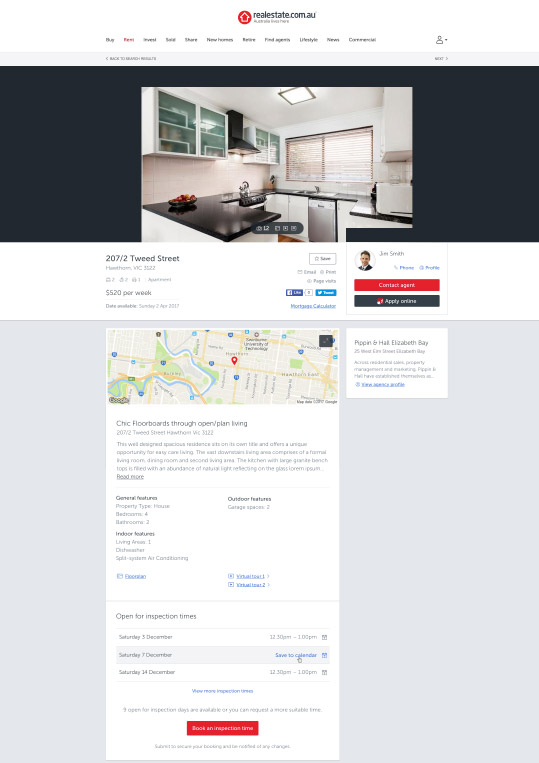 realestate.com.au
Australia lives here
Buy Rent Invest Sold Share New homes Retire Find agents Lifestyle News Commercial
BACK TO SEARCH RESULTS
NEXT
12
207/2 Tweed Street
Save
Hawthorn, VIC 3122
Email Print
2 2 1 Apartment
Page visits
$520 per week
Like 0 Tweet
Date available: Sunday 2 Apr 2017
Mortgage Calculator
Jim Smith
Phone Profile
Contact agent
Apply online
Swinburne
University of
Technology
Hawthorn
Hawthorn East
Burnley
Google
Map data ©2017 Google
Pippin & Hall Elizabeth Bay
25 West Elm Street Elizabeth Bay
Across residential sales, property
management and marketing, Pippin &
Hall have established themselves as...
View agency profile
Chic Floorboards through open/plan living
207/2 Tweed Street Hawthorn Vic 3122
This well designed spacious residence sits on its own title and offers a unique
opportunity for easy care living. The vast downstairs living area comprises of a formal
living room, dining room and second living area. The kitchen with large granite bench
tops is filled with an abundance of natural light reflecting on the glass lorem ipsum...
Read more
General features
Property Type: House
Bedrooms: 4
Bathrooms: 2
Outdoor features
Garage spaces: 2
Indoor features
Living Areas: 1
Dishwasher
Split-system Air Conditioning
Floorplan
Virtual tour 1
Virtual tour 2
Open for inspection times
Saturday 3 December 12:30pm – 1:00pm
Saturday 7 December Save to calendar
Saturday 14 December 12:30pm – 1:00pm
View more inspection times
9 open for inspection days are available or you can request a more suitable time.
Book an inspection time
Submit to secure your booking and be notified of any changes.